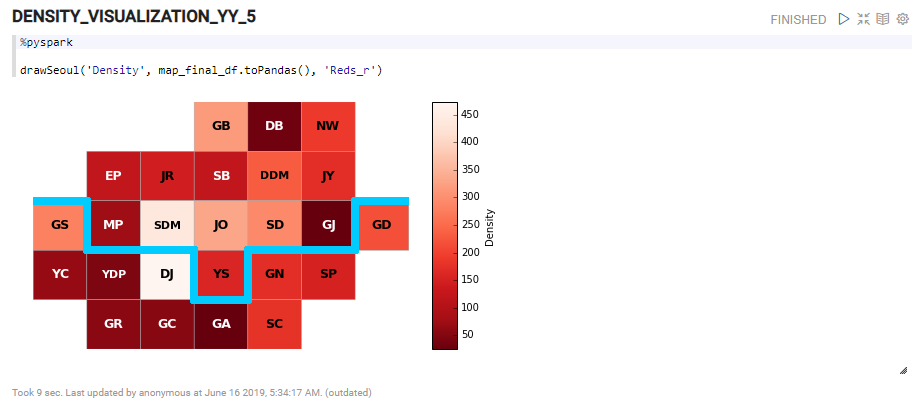 DENSITY_VISUALIZATION_YY_5
FINISHED
%pyspark
drawSeoul('Density', map_final_df.toPandas(), 'Reds_r')
GB DB NW
EP JR SB DDM JY
GS MP SDM JO SD GJ GD
YC YDP DJ YS GN SP
GR GC GA SC
450
400
350
300
250
200
150
100
50
Density
Took 9 sec. Last updated by anonymous at June 16 2019, 5:34:17 AM. (outdated)